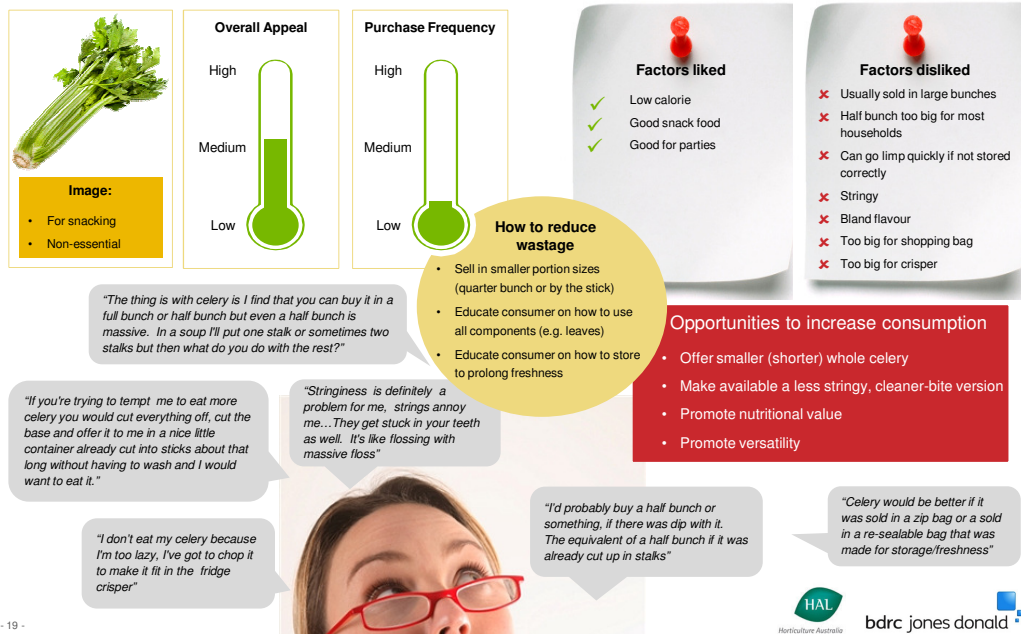 Overall Appeal
High
Medium
Low
Purchase Frequency
High
Medium
Low
Image:
• For snacking
• Non-essential
Factors liked
✓ Low calorie
✓ Good snack food
✓ Good for parties
Factors disliked
✘ Usually sold in large bunches
✘ Half bunch too big for most
households
✘ Can go limp quickly if not stored
correctly
✘ Stringy
✘ Bland flavour
✘ Too big for shopping bag
✘ Too big for crisper
How to reduce
wastage
• Sell in smaller portion sizes
(quarter bunch or by the stick)
• Educate consumer on how to use
all components (e.g. leaves)
• Educate consumer on how to store
to prolong freshness
Opportunities to increase consumption
• Offer smaller (shorter) whole celery
• Make available a less stringy, cleaner-bite version
• Promote nutritional value
• Promote versatility
“The thing is with celery is I find that you can buy it in a
full bunch or half bunch but even a half bunch is
massive. In a soup I'll put one stalk or sometimes two
stalks but then what do you do with the rest?”
“If you're trying to tempt me to eat more
celery you would cut everything off, cut the
base and offer it to me in a nice little
container already cut into sticks about that
long without having to wash and I would
want to eat it.”
“Stringiness is definitely a
problem for me, strings annoy
me…They get stuck in your teeth
as well. It's like flossing with
massive floss”
“I don't eat my celery because
I'm too lazy, I've got to chop it
to make it fit in the fridge
crisper”
“I'd probably buy a half bunch or
something, if there was dip with it.
The equivalent of a half bunch if it was
already cut up in stalks”
“Celery would be better if it
was sold in a zip bag or a sold
in a re-sealable bag that was
made for storage/freshness”
- 19 -
HAL
Horticulture Australia
bdrc jones donald